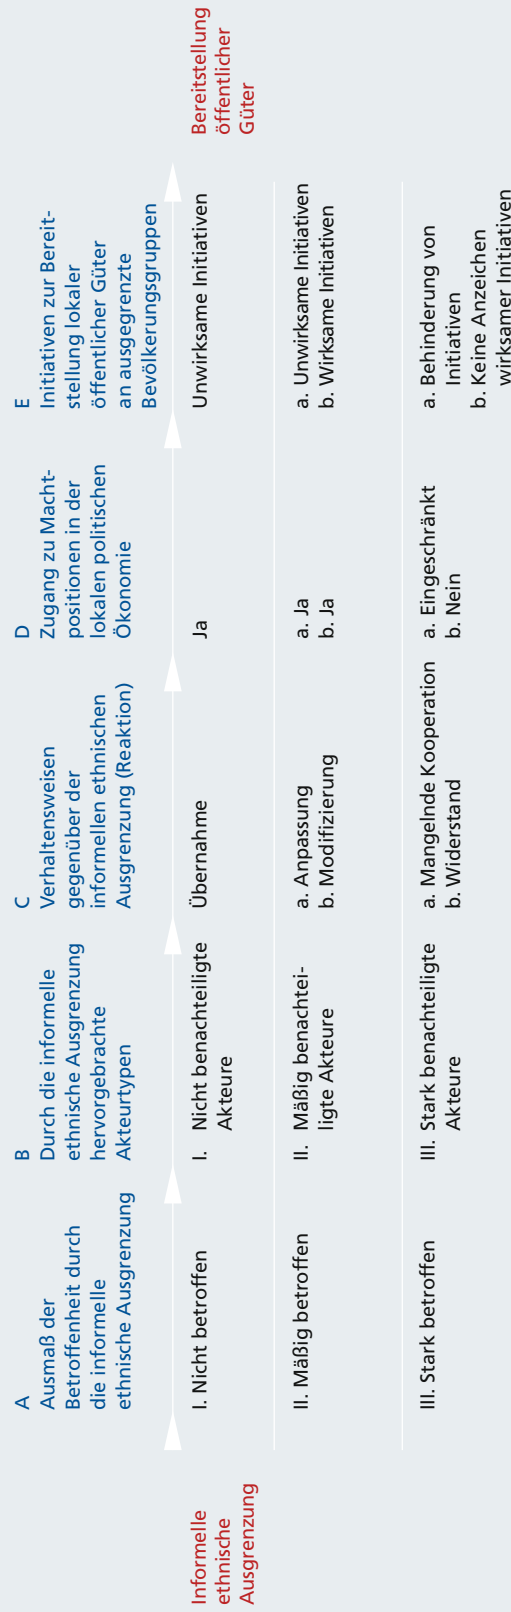 Informelle
ethnische
Ausgrenzung
A
Ausmaß der
Betroffenheit durch
die informelle
ethnische Ausgrenzung
I. Nicht betroffen
II. Mäßig betroffen
III. Stark betroffen
B
Durch die informelle
ethnische Ausgrenzung
hervorgebrachte
Akteurtypen
I. Nicht benachteiligte
Akteure
II. Mäßig benachtei-
ligte Akteure
III. Stark benachteiligte
Akteure
C
Verhaltensweisen
gegenüber der
informellen ethnischen
Ausgrenzung (Reaktion)
Übernahme
a. Anpassung
b. Modifizierung
a. Mangelnde Kooperation
b. Widerstand
D
Zugang zu Macht-
positionen in der
lokalen politischen
Ökonomie
Ja
a. Ja
b. Ja
a. Eingeschränkt
b. Nein
E
Initiativen zur Bereit-
stellung lokaler
öffentlicher Güter
an ausgegrenzte
Bevölkerungsgruppen
Unwirksame Initiativen
a. Unwirksame Initiativen
b. Wirksame Initiativen
a. Behinderung von
Initiativen
b. Keine Anzeichen
wirksamer Initiativen
Bereitstellung
öffentlicher
Güter